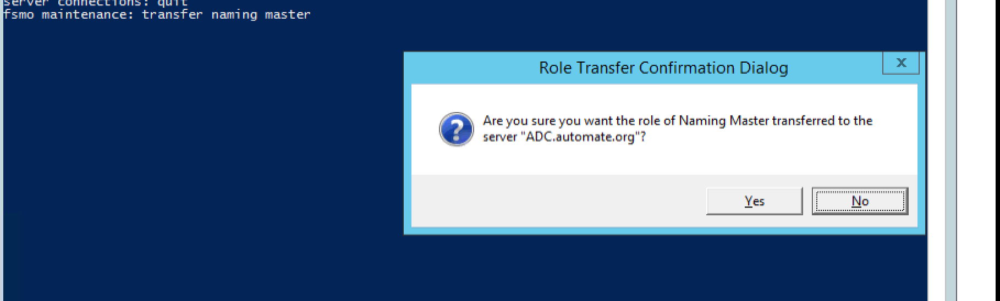 server connections: quit
fsmo maintenance: transfer naming master
Role Transfer Confirmation Dialog
X
Are you sure you want the role of Naming Master transferred to the
server "ADC.automate.org"?
Yes
No